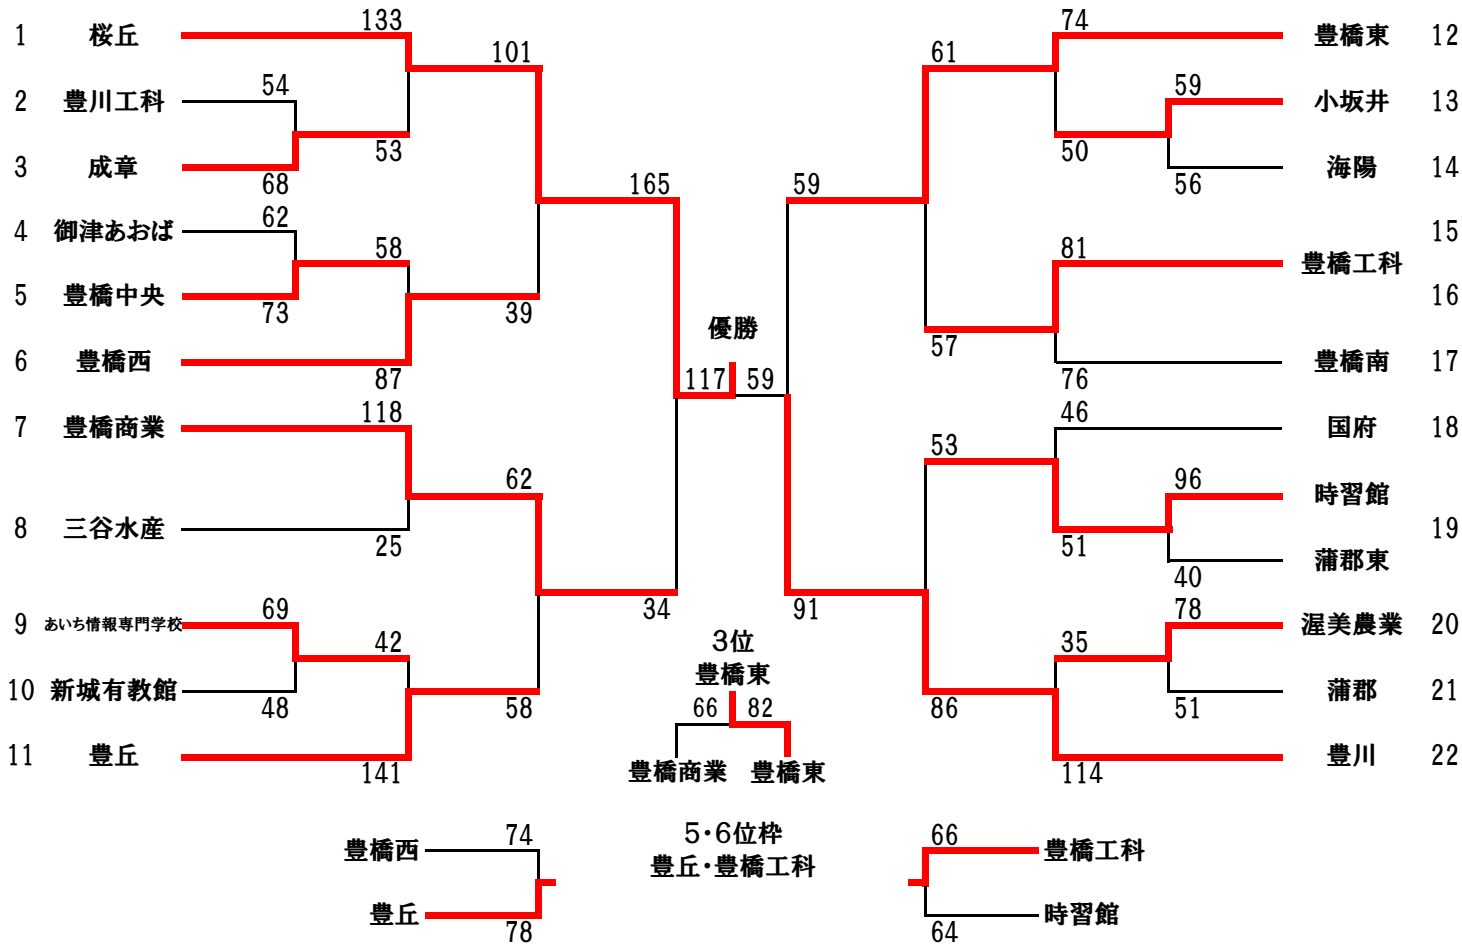 133
74
1 桜丘
豊橋東 12
101
61
54
59
2 豊川工科
小坂井 13
53
50
3 成章
海陽 14
68
165
59
56
62
4 御津あおば
15
58
81
豊橋工科
5 豊橋中央
16
73
39
優勝
57
6 豊橋西
豊橋南 17
87
117 59
76
118
46
7 豊橋商業
国府 18
62
53
96
時習館
8 三谷水産
19
25
51
蒲郡東
40
69
34
91
78
9 あいち情報専門学校
渥美農業 20
42
3位
35
豊橋東
10 新城有教館
蒲郡 21
48
58
66 82
86
51
11 豊丘
豊川 22
141
豊橋商業 豊橋東
114
74
5・6位枠
66
豊橋西
豊橋工科
豊丘・豊橋工科
豊丘
時習館
78
64